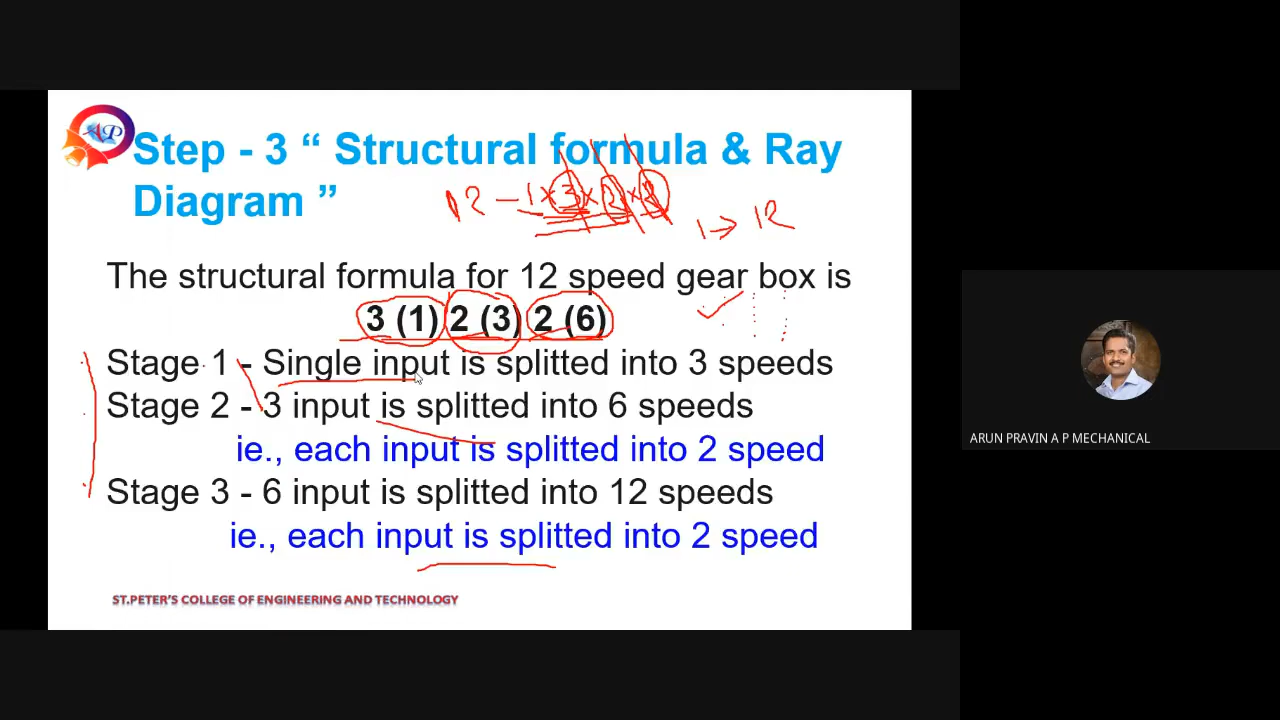 AP
Step - 3 “ Structural formula & Ray
Diagram ”
12 - 1 x 3 x 2 x 2
1 → 12
The structural formula for 12 speed gear box is
3 (1) 2 (3) 2 (6)
Stage 1 - Single input is splitted into 3 speeds
Stage 2 - 3 input is splitted into 6 speeds
ie., each input is splitted into 2 speed
Stage 3 - 6 input is splitted into 12 speeds
ie., each input is splitted into 2 speed
ST.PETER'S COLLEGE OF ENGINEERING AND TECHNOLOGY
ARUN PRAVIN A P MECHANICAL